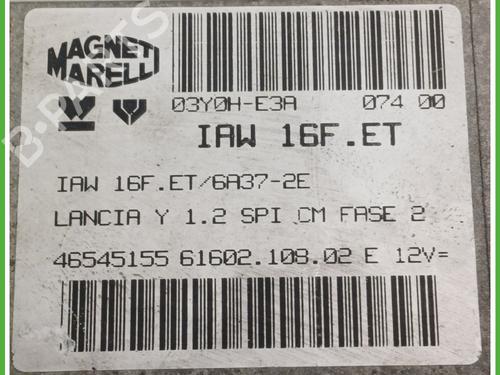 MAGNETI
MARELLI
03Y0H-E3A 074 00
IAW 16F.ET
IAW 16F.ET/6A37-2E
LANCIA Y 1.2 SPI CM FASE 2
46545155 61602.108.02 E 12V=
B-PARTS